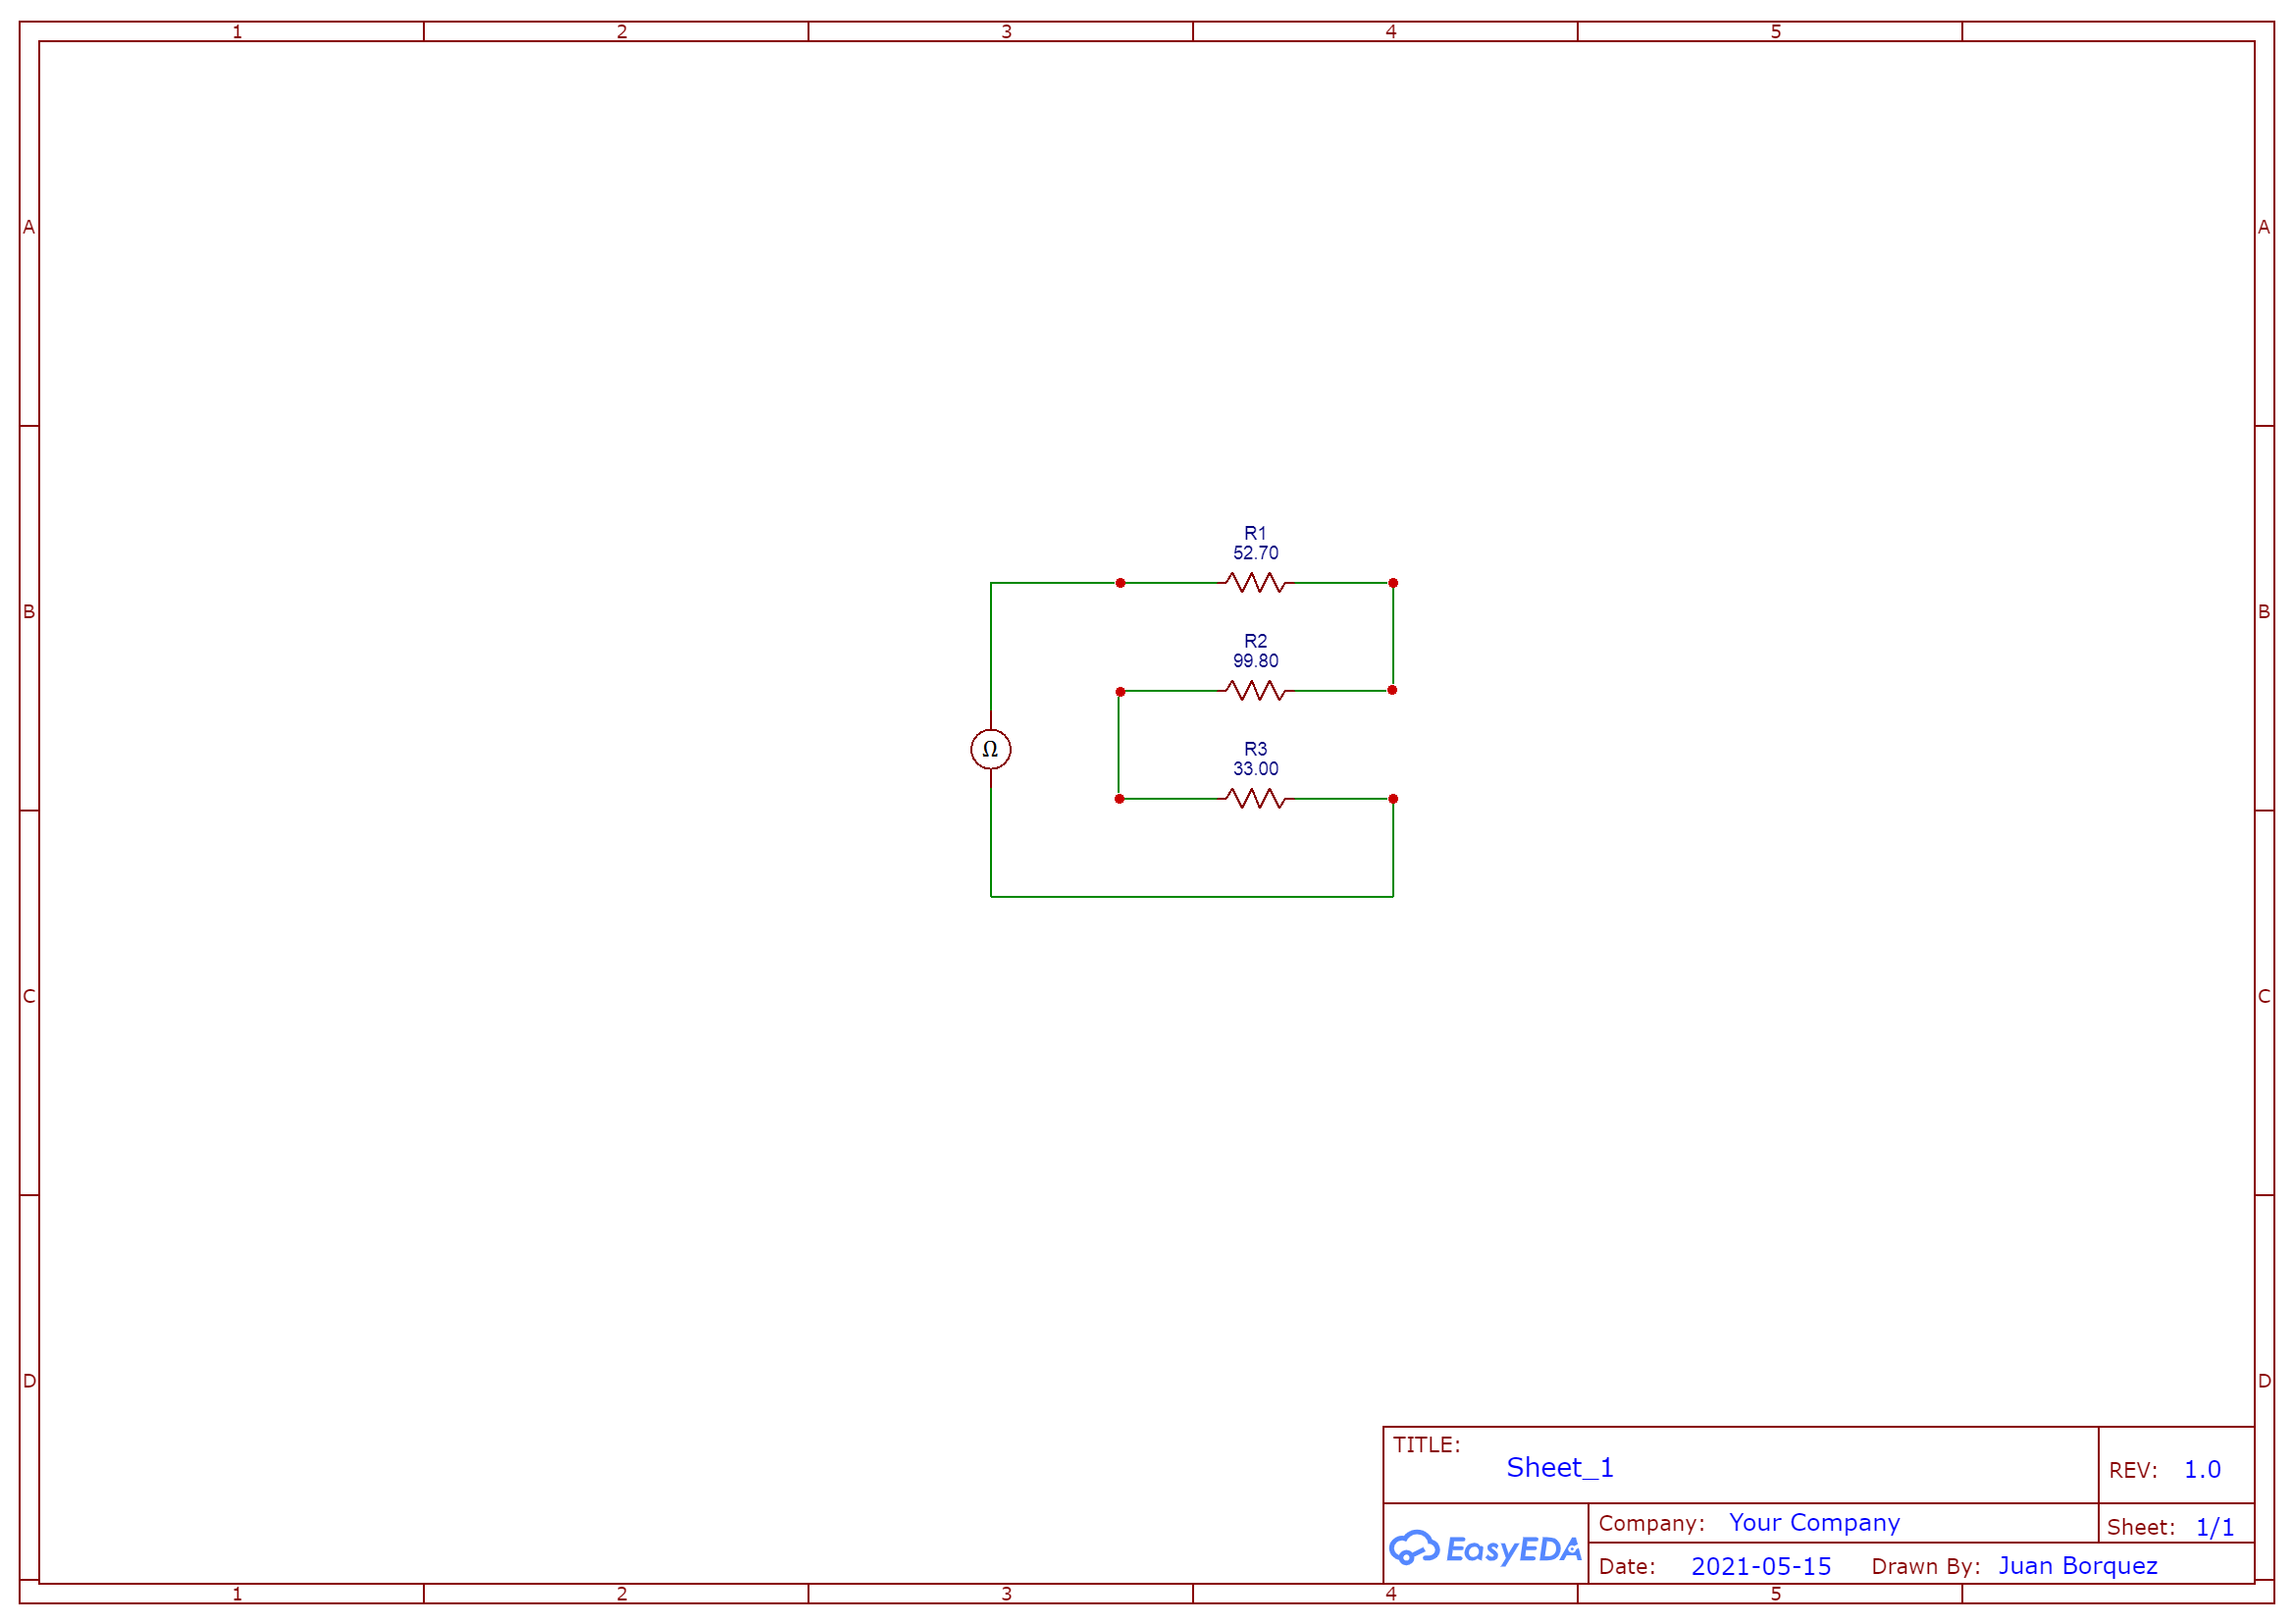 1 2 3 4 5
A A
R1
52.70
R2
99.80
B B
Ω
R3
33.00
C C
D D
TITLE:
Sheet_1
REV: 1.0
EasyEDA
Company: Your Company
Sheet: 1/1
Date: 2021-05-15 Drawn By: Juan Borquez
1 2 3 4 5